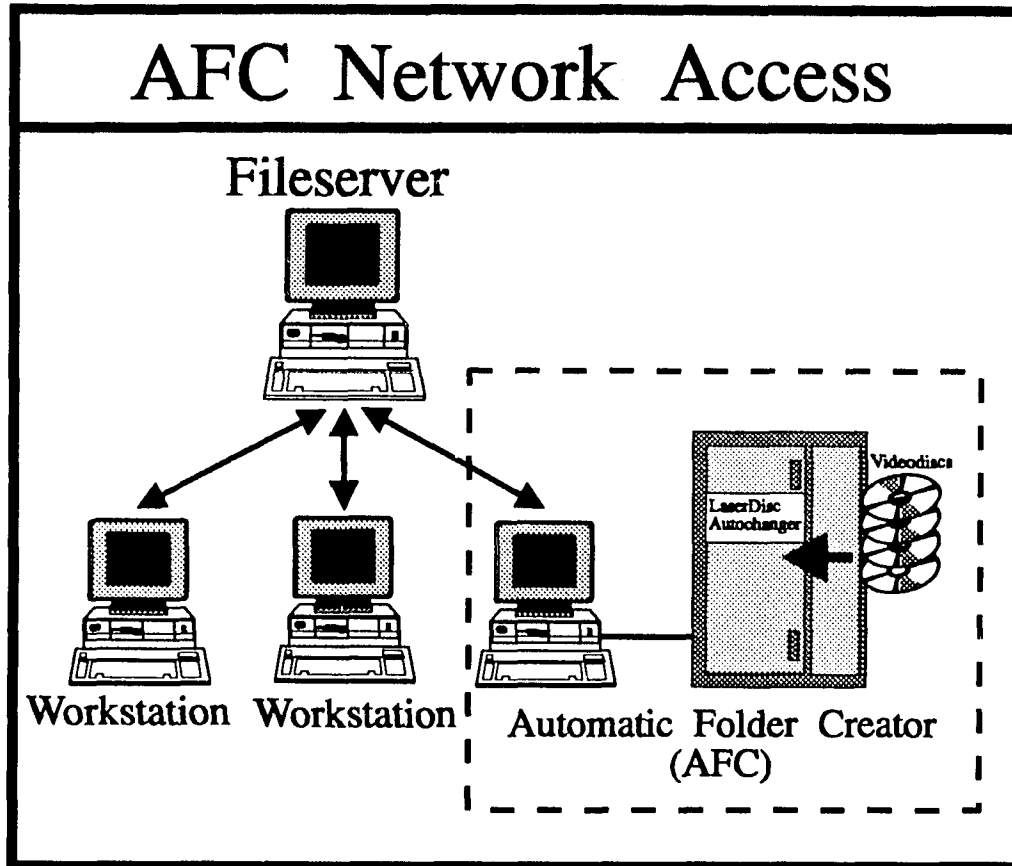 AFC Network Access
Fileserver
Videodiscs
LaserDisc
Autochanger
Workstation
Workstation
Automatic Folder Creator
(AFC)